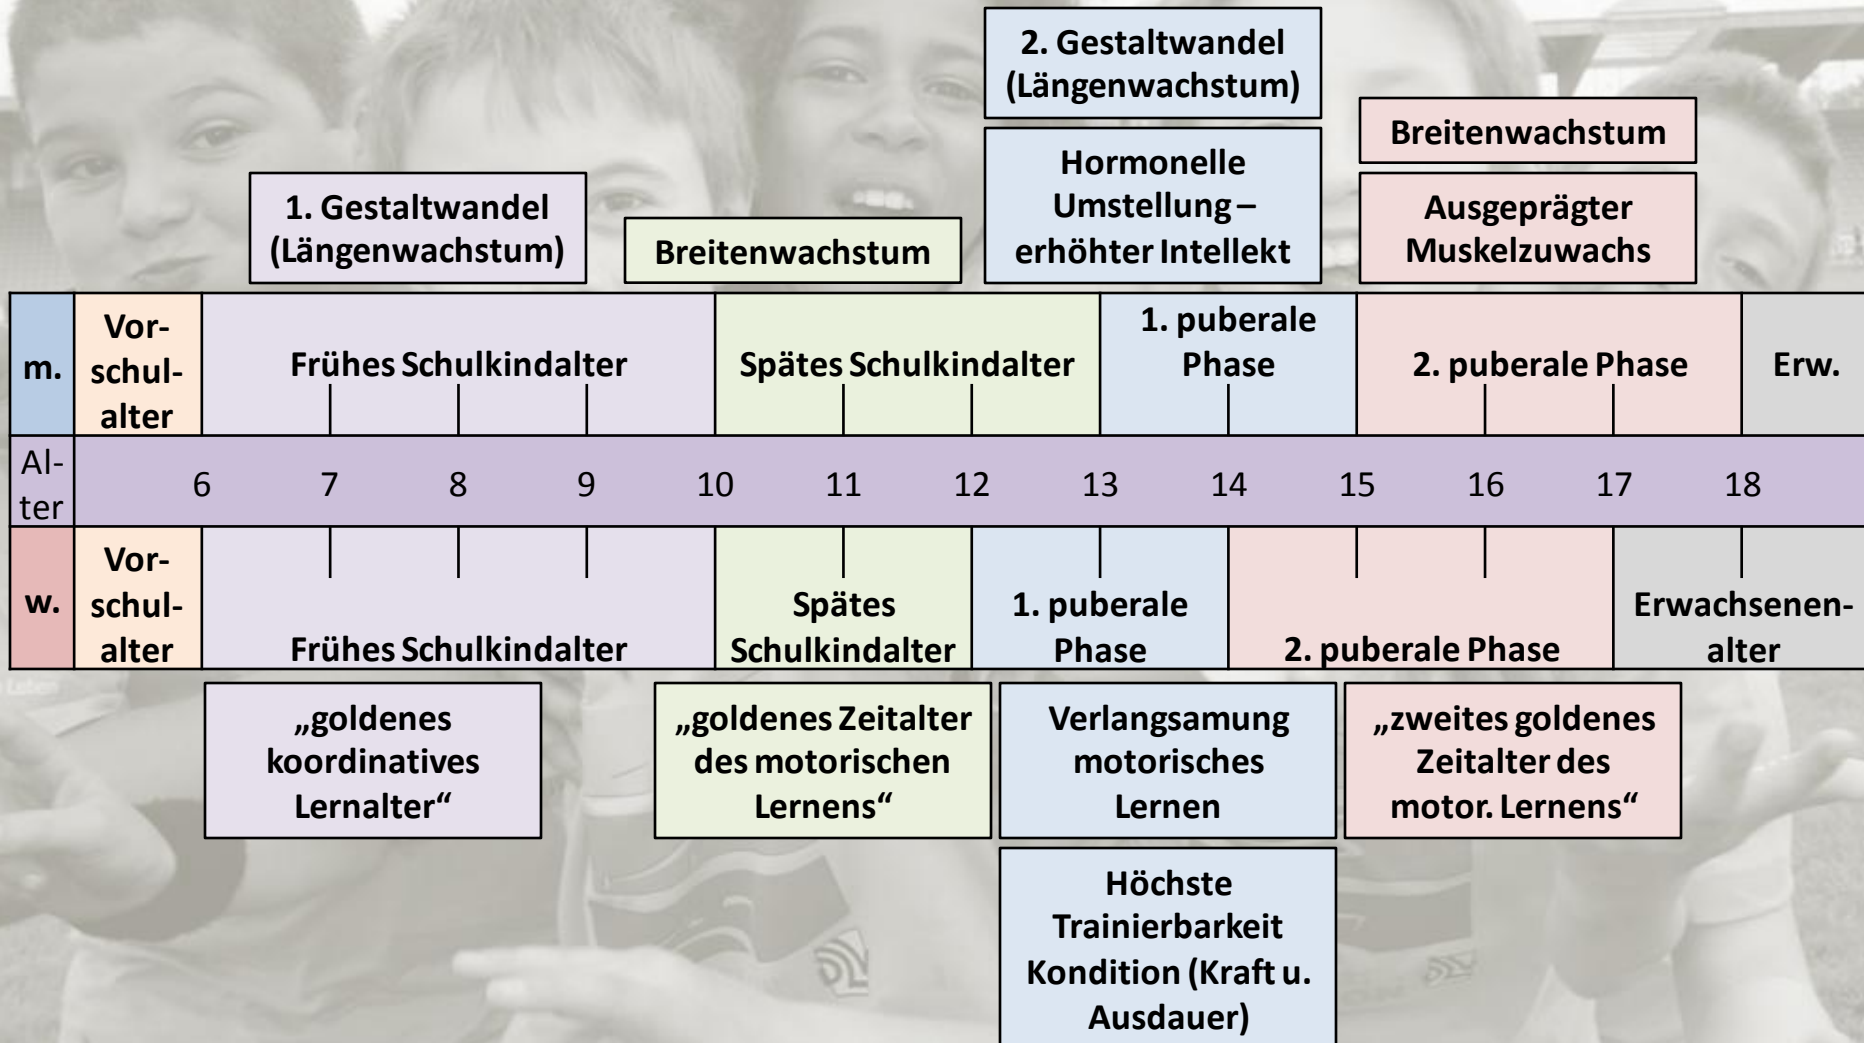 2. Gestaltwandel
(Längenwachstum)
Hormonelle
Umstellung –
erhöhter Intellekt
Breitenwachstum
Ausgeprägter
Muskelzuwachs
1. Gestaltwandel
(Längenwachstum)
Breitenwachstum
m.
Vor-
schul-
alter
Frühes Schulkindalter
Spätes Schulkindalter
1. puberale
Phase
2. puberale Phase
Erw.
Al-
ter
6 7 8 9 10 11 12 13 14 15 16 17 18
w.
Vor-
schul-
alter
Frühes Schulkindalter
Spätes
Schulkindalter
1. puberale
Phase
2. puberale Phase
Erwachsenen-
alter
„goldenes
koordinatives
Lernalter“
„goldenes Zeitalter
des motorischen
Lernens“
Verlangsamung
motorisches
Lernen
„zweites goldenes
Zeitalter des
motor. Lernens“
Höchste
Trainierbarkeit
Kondition (Kraft u.
Ausdauer)